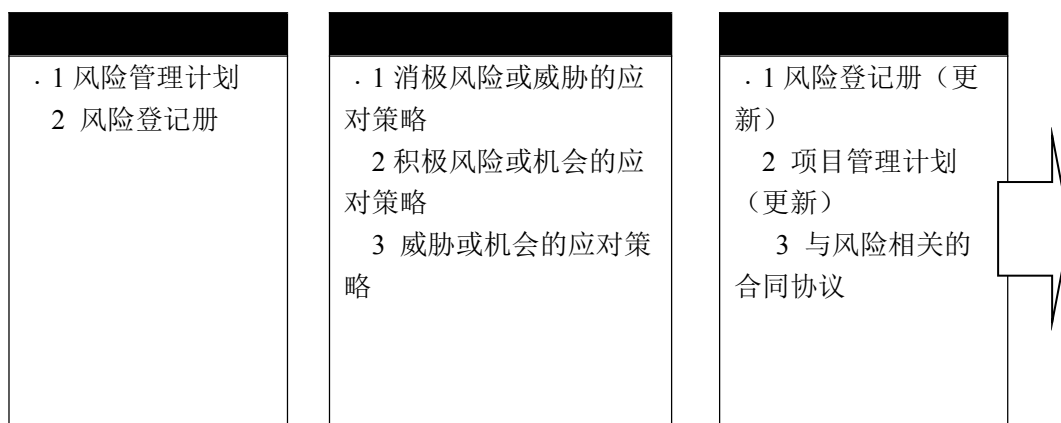 . 1 风险管理计划
2 风险登记册
. 1 消极风险或威胁的应
对策略
2 积极风险或机会的应
对策略
3 威胁或机会的应对策
略
. 1 风险登记册（更
新）
2 项目管理计划
（更新）
3 与风险相关的
合同协议